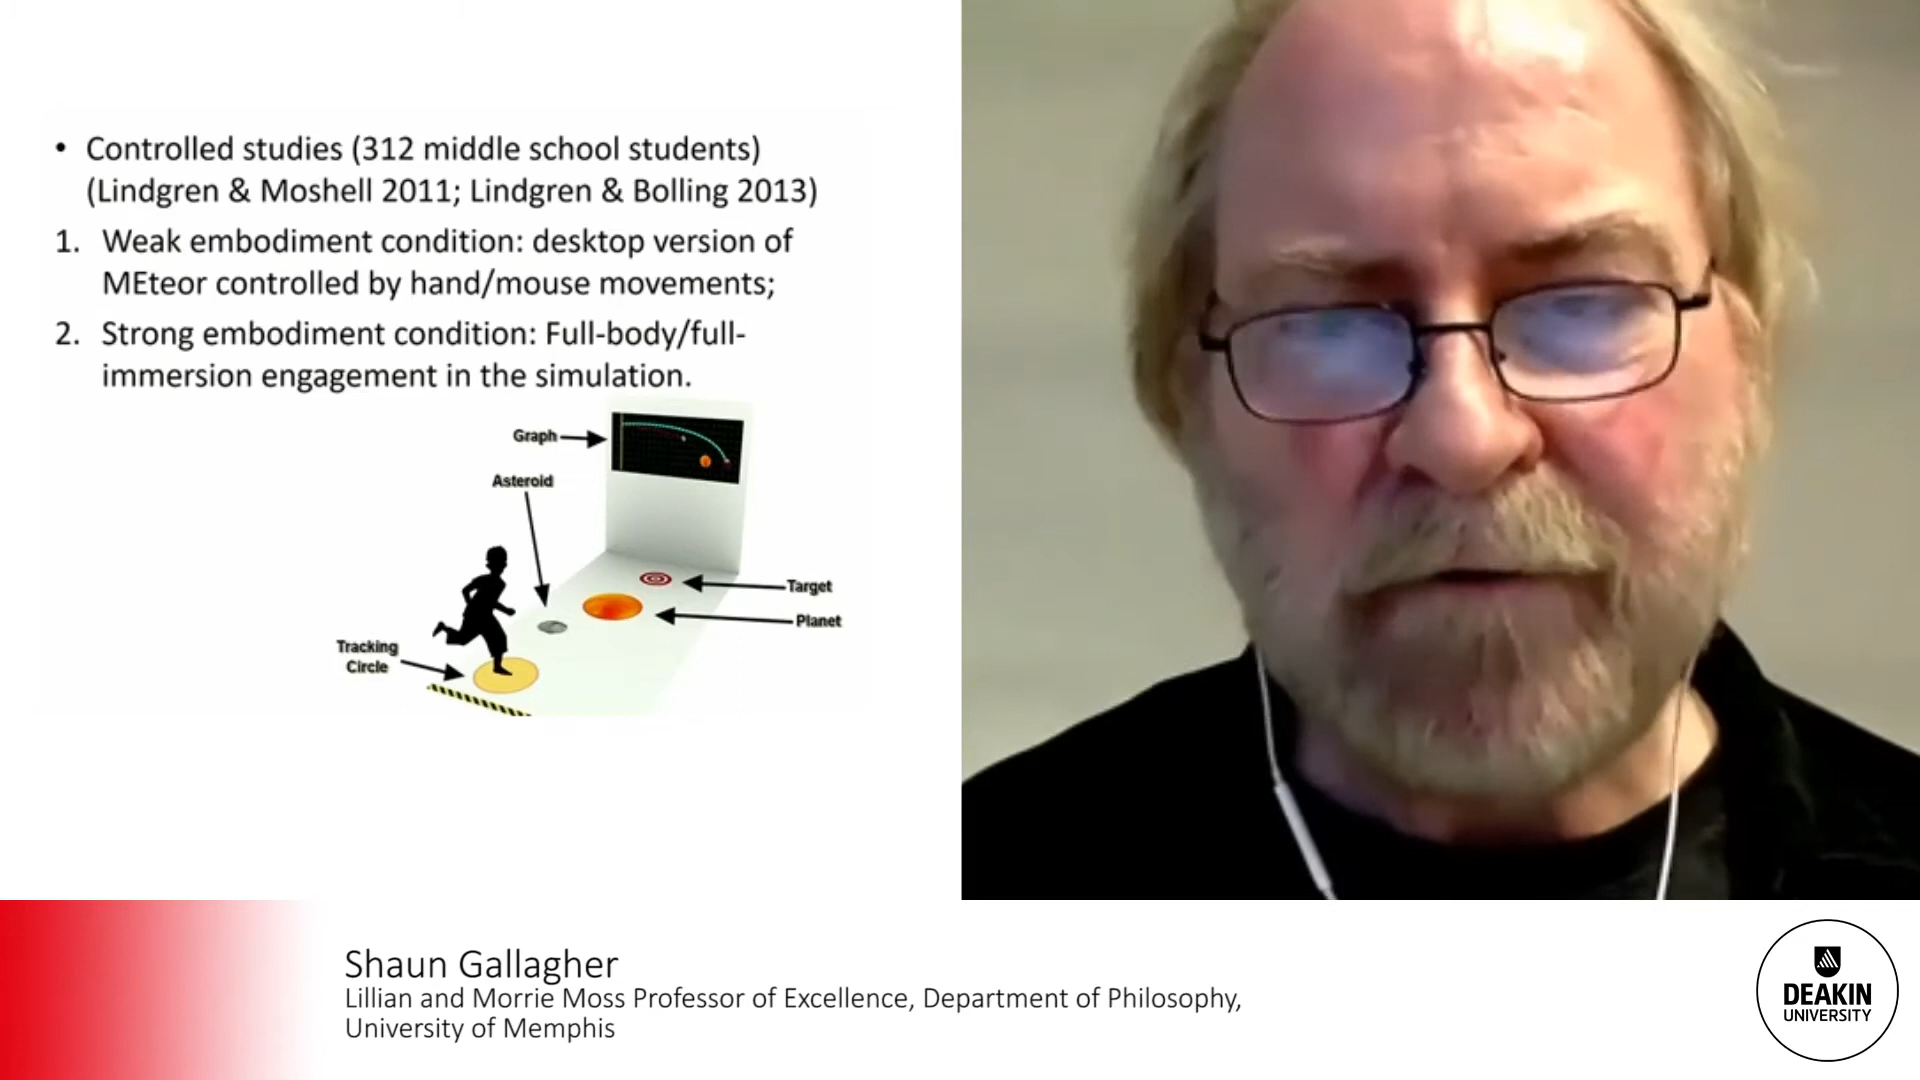 • Controlled studies (312 middle school students)
(Lindgren & Moshell 2011; Lindgren & Bolling 2013)
1. Weak embodiment condition: desktop version of
MEteor controlled by hand/mouse movements;
2. Strong embodiment condition: Full-body/full-
immersion engagement in the simulation.
Graph
Asteroid
Target
Planet
Tracking
Circle
Shaun Gallagher
Lillian and Morrie Moss Professor of Excellence, Department of Philosophy,
University of Memphis
DEAKIN
UNIVERSITY